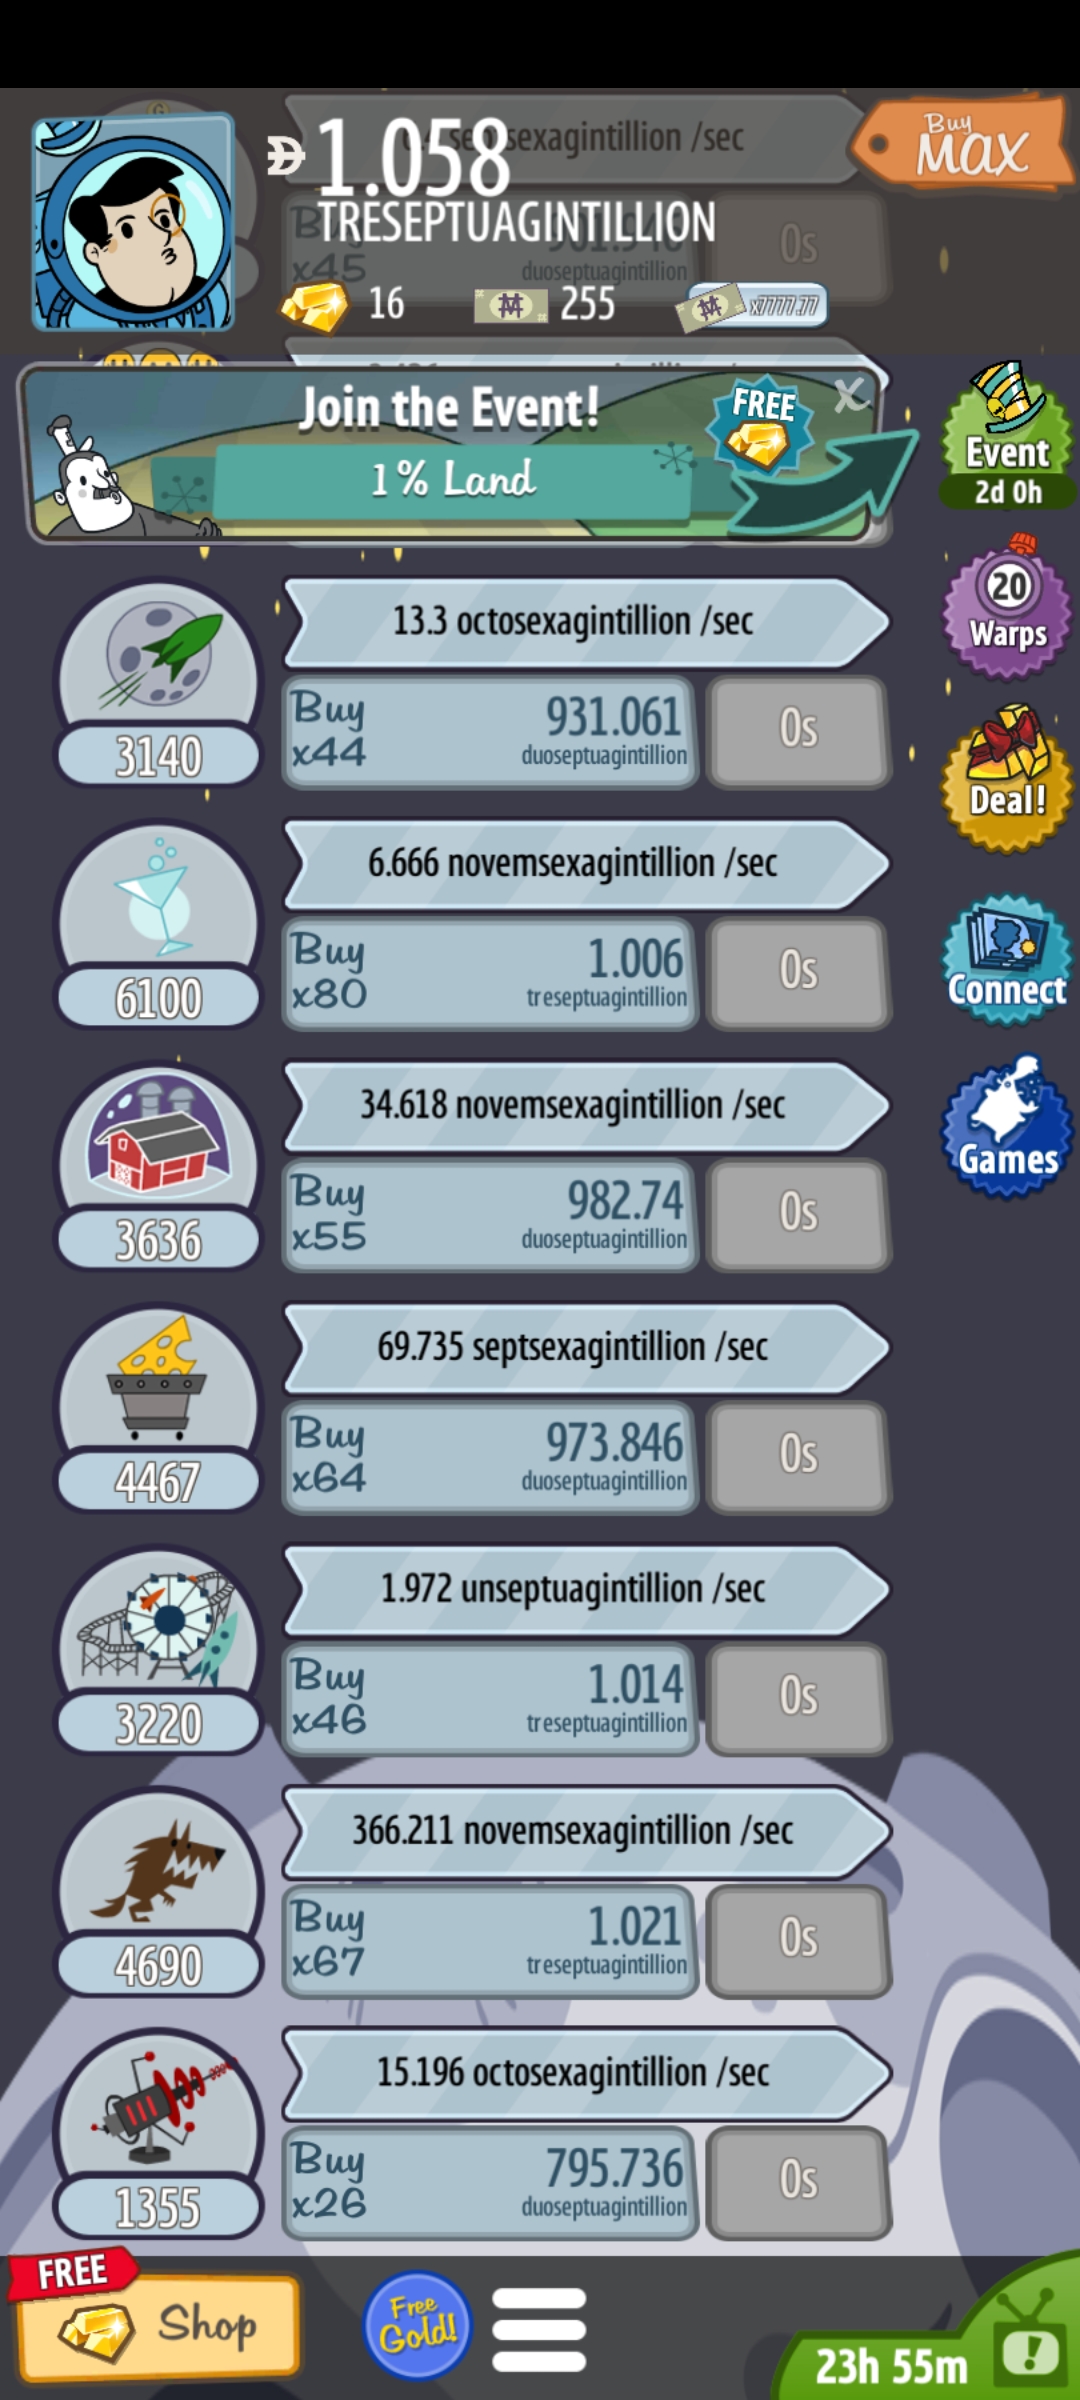 septsexagintillion /sec
Buy
MAX
1.058
TRESEPTUAGINTILLION
x45
duoseptuagintillion
0s
16
255
x7777.77
Join the Event!
FREE
X
1% Land
Event
2d 0h
13.3 octosexagintillion /sec
20
Warps
Buy
x44
931.061
duoseptuagintillion
0s
3140
Deal!
6.666 novemsexagintillion /sec
Buy
x80
1.006
treseptuagintillion
0s
6100
Connect
34.618 novemsexagintillion /sec
Buy
x55
982.74
duoseptuagintillion
0s
3636
Games
69.735 septsexagintillion /sec
Buy
x64
973.846
duoseptuagintillion
0s
4467
1.972 unseptuagintillion /sec
Buy
x46
1.014
treseptuagintillion
0s
3220
366.211 novemsexagintillion /sec
Buy
x67
1.021
treseptuagintillion
0s
4690
15.196 octosexagintillion /sec
Buy
x26
795.736
duoseptuagintillion
0s
1355
FREE
Shop
Free
Gold!
23h 55m